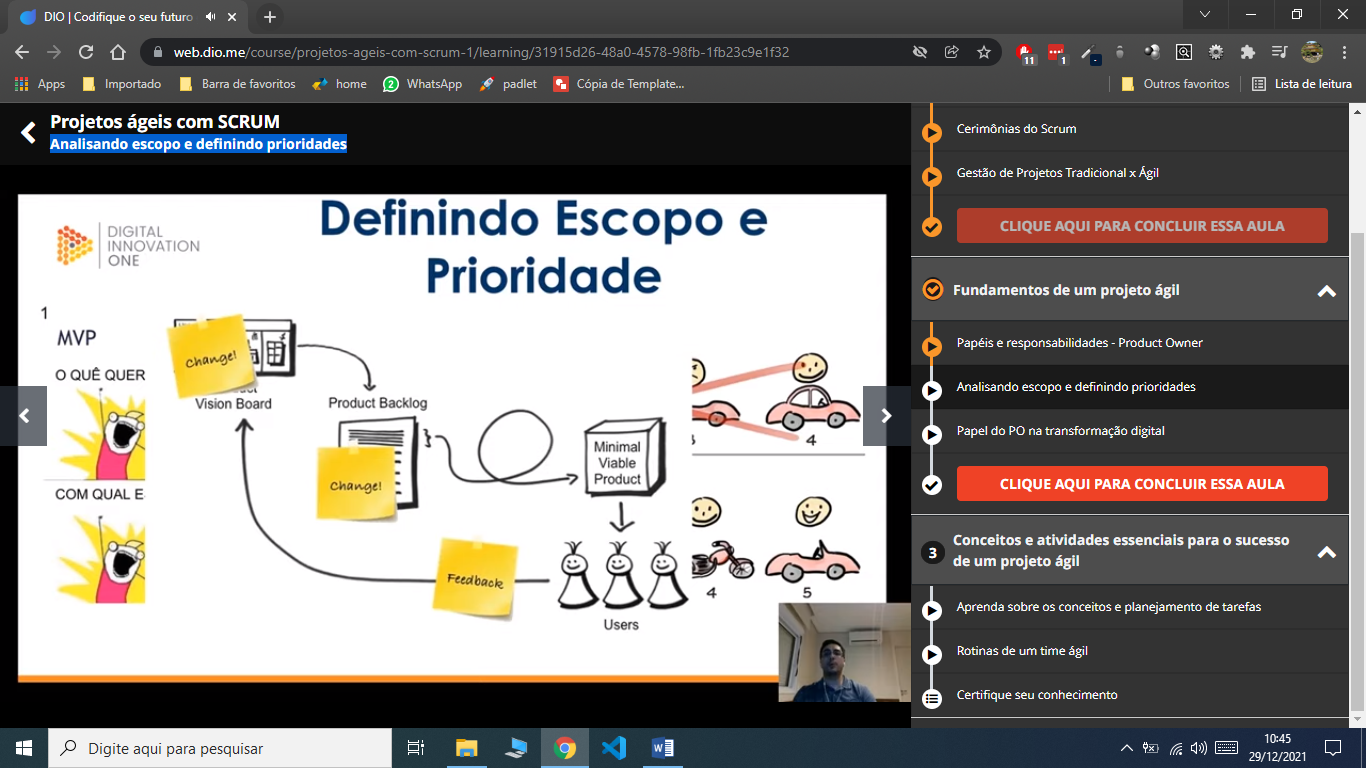 DIO | Codifique o seu futuro
web.dio.me/course/projetos-ageis-com-scrum-1/learning/31915d26-48a0-4578-98fb-1fb23c9e1f32
11
1
Apps
Importado
Barra de favoritos
home
2
WhatsApp
padlet
Cópia de Template...
Outros favoritos
Lista de leitura
Projetos ágeis com SCRUM
Analisando escopo e definindo prioridades
DIGITAL
INNOVATION
ONE
Definindo Escopo e
Prioridade
1
MVP
O QUÊ QUER
COM QUAL E
Change!
Vision Board
Product Backlog
Change!
Minimal
Viable
Product
Feedback
Users
4
4
5
Cerimônias do Scrum
Gestão de Projetos Tradicional x Ágil
CLIQUE AQUI PARA CONCLUIR ESSA AULA
Fundamentos de um projeto ágil
Papéis e responsabilidades - Product Owner
Analisando escopo e definindo prioridades
Papel do PO na transformação digital
CLIQUE AQUI PARA CONCLUIR ESSA AULA
3
Conceitos e atividades essenciais para o sucesso
de um projeto ágil
Aprenda sobre os conceitos e planejamento de tarefas
Rotinas de um time ágil
Certifique seu conhecimento
Digite aqui para pesquisar
10:45
29/12/2021